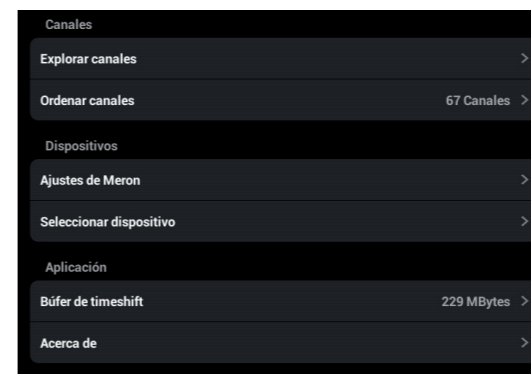 Canales
Explorar canales
Ordenar canales 67 Canales
Dispositivos
Ajustes de Meron
Seleccionar dispositivo
Aplicación
Búfer de timeshift 229 MBytes
Acerca de